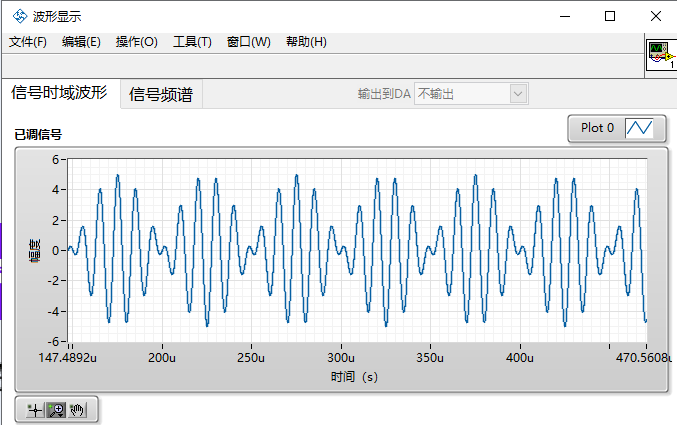 波形显示
文件(F) 编辑(E) 操作(O) 工具(T) 窗口(W) 帮助(H)
1
信号时域波形 信号频谱 输出到DA 不输出
已调信号 Plot 0
6
4
2
0
-2
-4
-6
幅度
147.4892u 200u 250u 300u 350u 400u 470.5608u
时间（s）